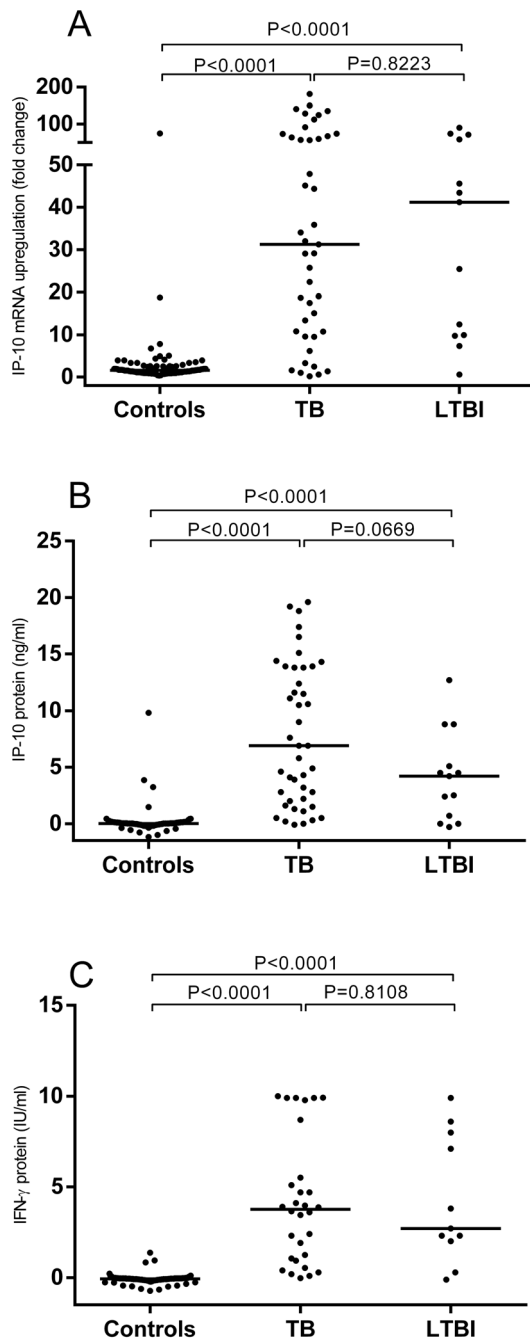 A
P<0.0001
P<0.0001 P=0.8223
IP-10 mRNA upregulation (fold change)
200
100
50
40
30
20
10
0
Controls TB LTBI
B
P<0.0001
P<0.0001 P=0.0669
IP-10 protein (ng/ml)
25
20
15
10
5
0
Controls TB LTBI
C
P<0.0001
P<0.0001 P=0.8108
IFN-γ protein (IU/ml)
15
10
5
0
Controls TB LTBI